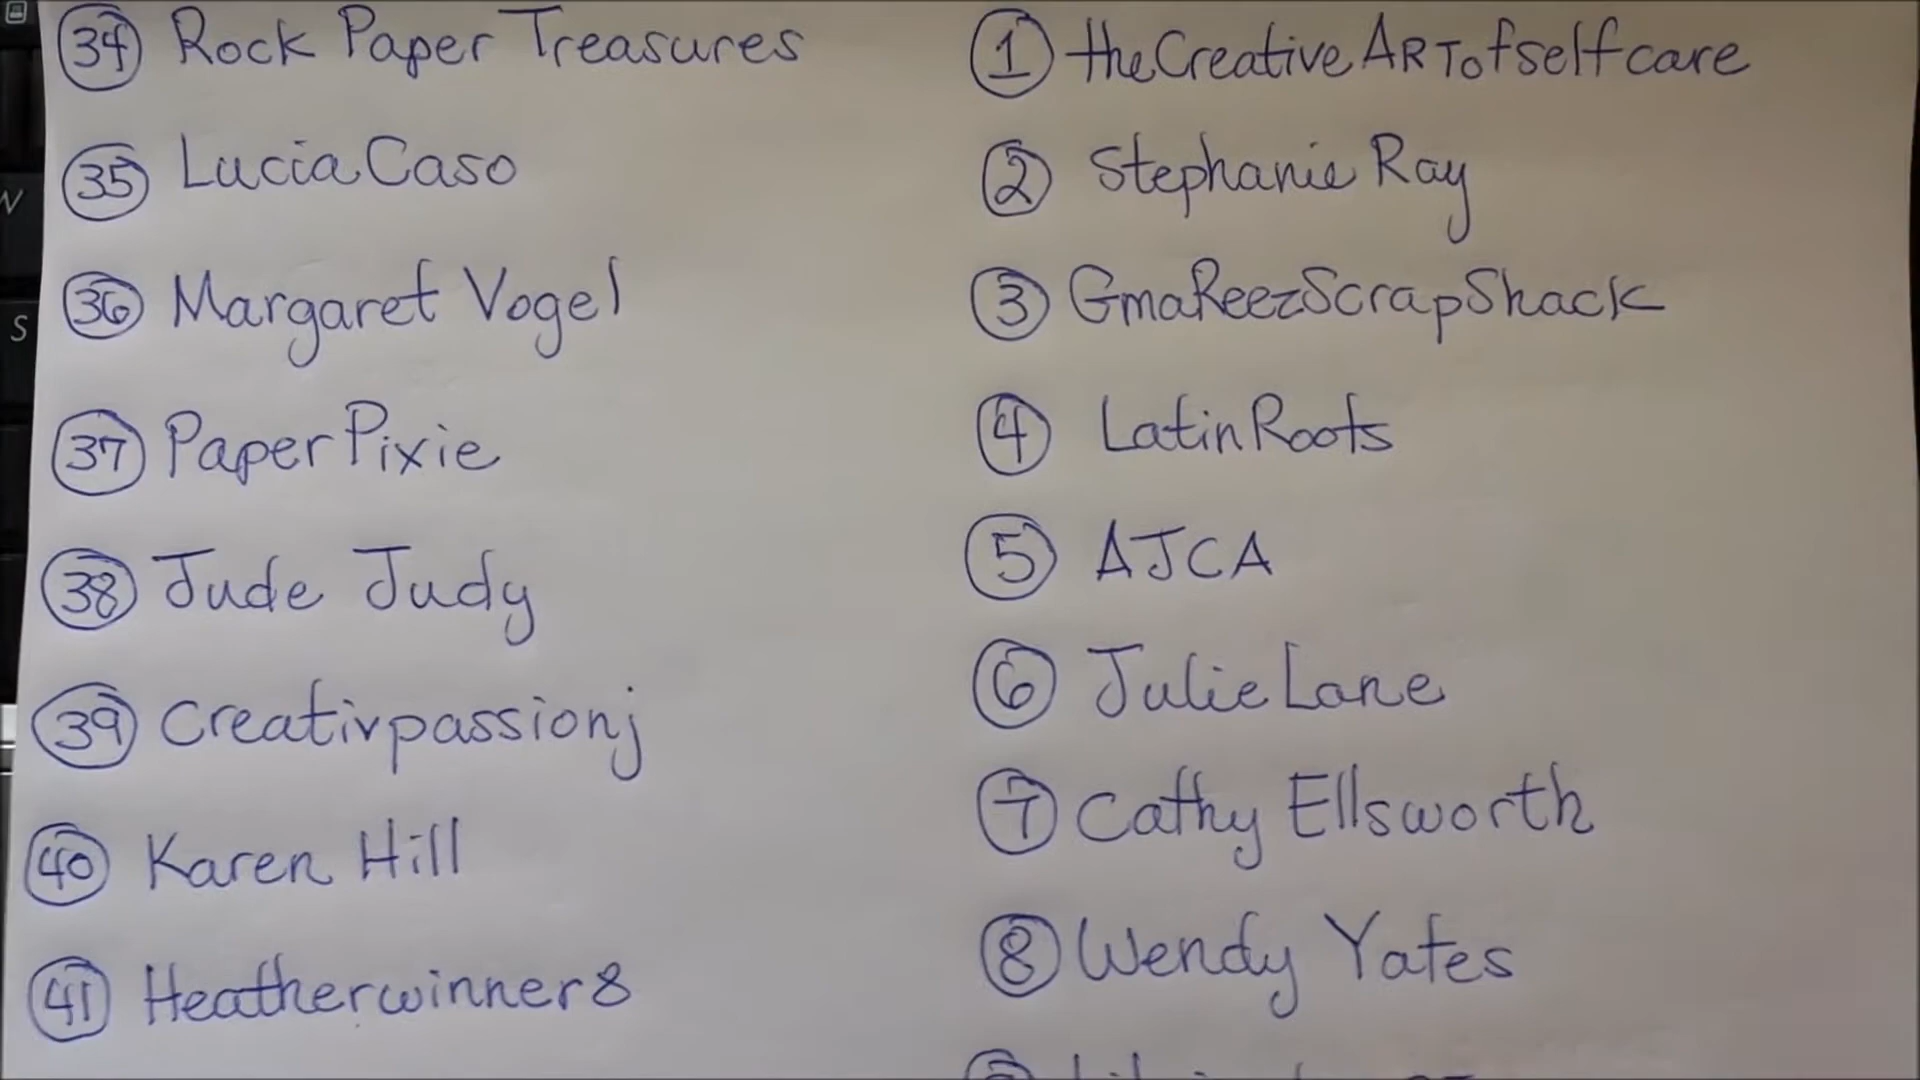 34 Rock Paper Treasures
35 Lucia Caso
36 Margaret Vogel
37 Paper Pixie
38 Jude Judy
39 Creativpassionj
40 Karen Hill
41 Heatherwinner8
1 theCreativeARTofselfcare
2 Stephanie Ray
3 GmaReezScrapShack
4 LatinRoots
5 AJCA
6 Julie Lane
7 Cathy Ellsworth
8 Wendy Yates